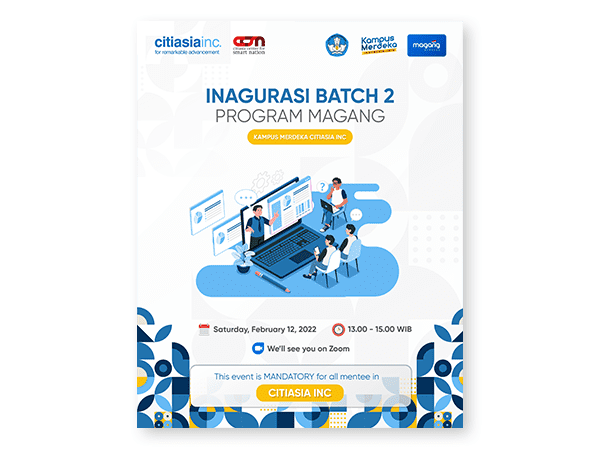 citiasiainc.
for remarkable advancement
citiasia center for
smart nation
Kampus
Merdeka
INDONESIA JAYA
magang
INAGURASI BATCH 2
PROGRAM MAGANG
KAMPUS MERDEKA CITIASIA INC
?
Saturday, February 12, 2022
13.00 - 15.00 WIB
We'll see you on Zoom
This event is MANDATORY for all mentee in
CITIASIA INC